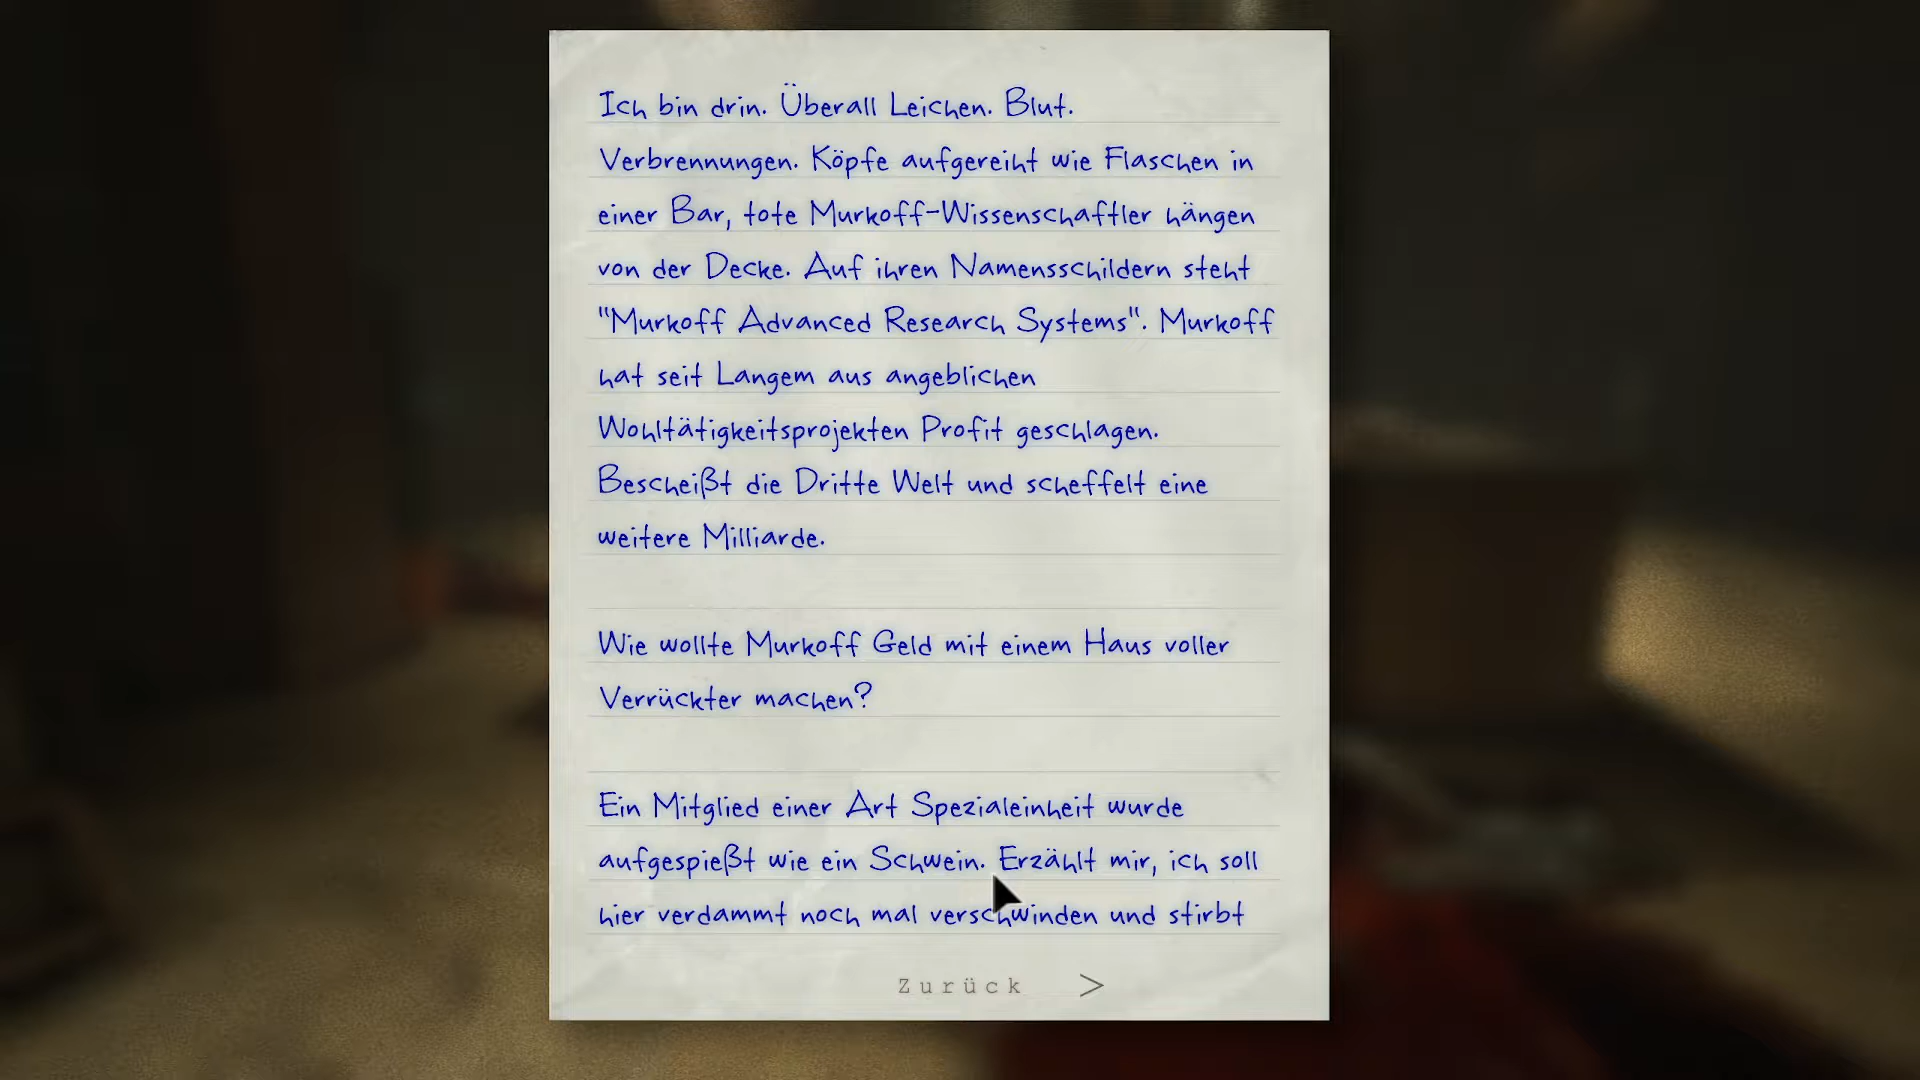 Ich bin drin. Überall Leichen. Blut.
Verbrennungen. Köpfe aufgereiht wie Flaschen in
einer Bar, tote Murkoff-Wissenschaftler hängen
von der Decke. Auf ihren Namensschildern steht
"Murkoff Advanced Research Systems". Murkoff
hat seit Langem aus angeblichen
Wohltätigkeitsprojekten Profit geschlagen.
Bescheißt die Dritte Welt und scheffelt eine
weitere Milliarde.
Wie wollte Murkoff Geld mit einem Haus voller
Verrückter machen?
Ein Mitglied einer Art Spezialeinheit wurde
aufgespießt wie ein Schwein. Erzählt mir, ich soll
hier verdammt noch mal verschwinden und stirbt
Zurück >